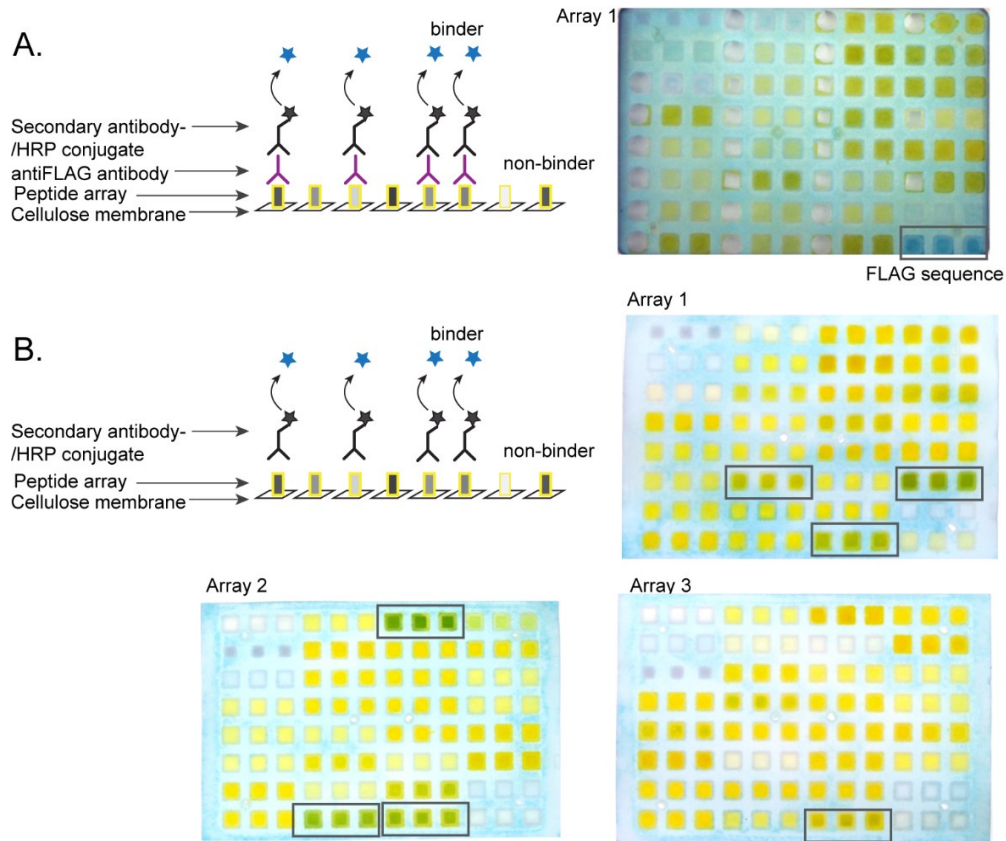 A.
binder
Secondary antibody-
/HRP conjugate
antiFLAG antibody
Peptide array
Cellulose membrane
non-binder
Array 1
FLAG sequence
B.
binder
Secondary antibody-
/HRP conjugate
Peptide array
Cellulose membrane
non-binder
Array 1
Array 2
Array 3